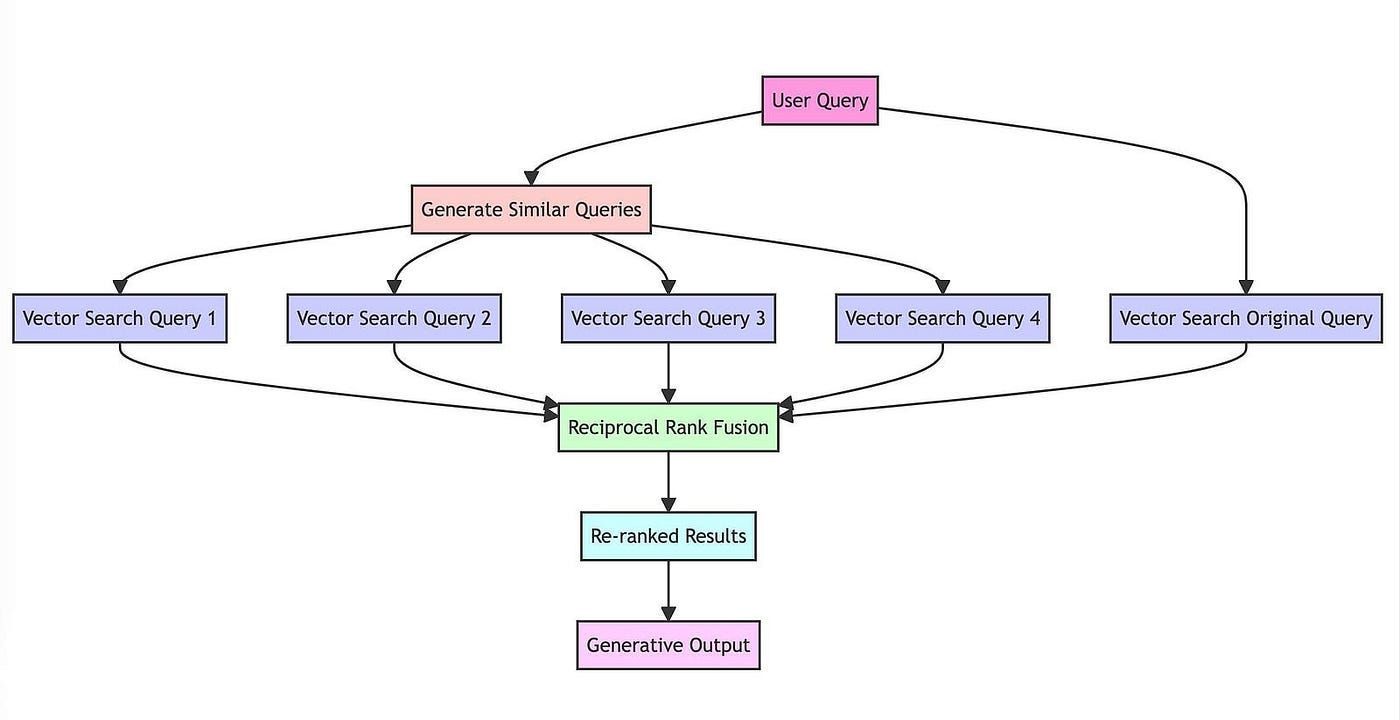 User Query
Generate Similar Queries
Vector Search Query 1
Vector Search Query 2
Vector Search Query 3
Vector Search Query 4
Vector Search Original Query
Reciprocal Rank Fusion
Re-ranked Results
Generative Output